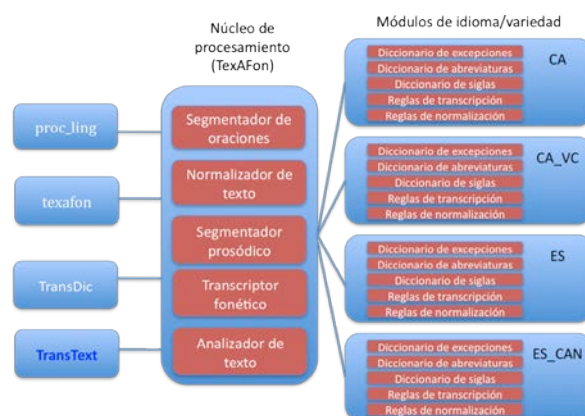 Núcleo de
procesamiento
(TexAFon)
Módulos de idioma/variedad
proc_ling
texafon
TransDic
TransText
Segmentador de
oraciones
Normalizador de
texto
Segmentador
prosódico
Transcriptor
fonético
Analizador de
texto
CA
Diccionario de excepciones
Diccionario de abreviaturas
Diccionario de siglas
Reglas de transcripción
Reglas de normalización
CA_VC
Diccionario de excepciones
Diccionario de abreviaturas
Diccionario de siglas
Reglas de transcripción
Reglas de normalización
ES
Diccionario de excepciones
Diccionario de abreviaturas
Diccionario de siglas
Reglas de transcripción
Reglas de normalización
ES_CAN
Diccionario de excepciones
Diccionario de abreviaturas
Diccionario de siglas
Reglas de transcripción
Reglas de normalización